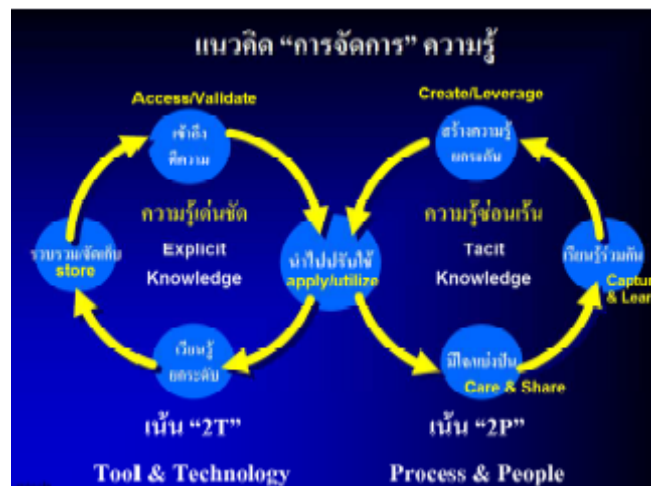 แนวคิด “การจัดการ” ความรู้
Access/Validate
เข้าถึง
ตีความ
Create/Leverage
สร้างความรู้
ยกระดับ
ความรู้เด่นชัด
Explicit
Knowledge
ความรู้ซ่อนเร้น
Tacit
Knowledge
รวบรวม/จัดเก็บ
store
นำไปปรับใช้
apply/utilize
เรียนรู้ร่วมกัน
Captur
& Lear
เรียนรู้
ยกระดับ
มีใจแบ่งปัน
Care & Share
เน้น “2T”
Tool & Technology
เน้น “2P”
Process & People